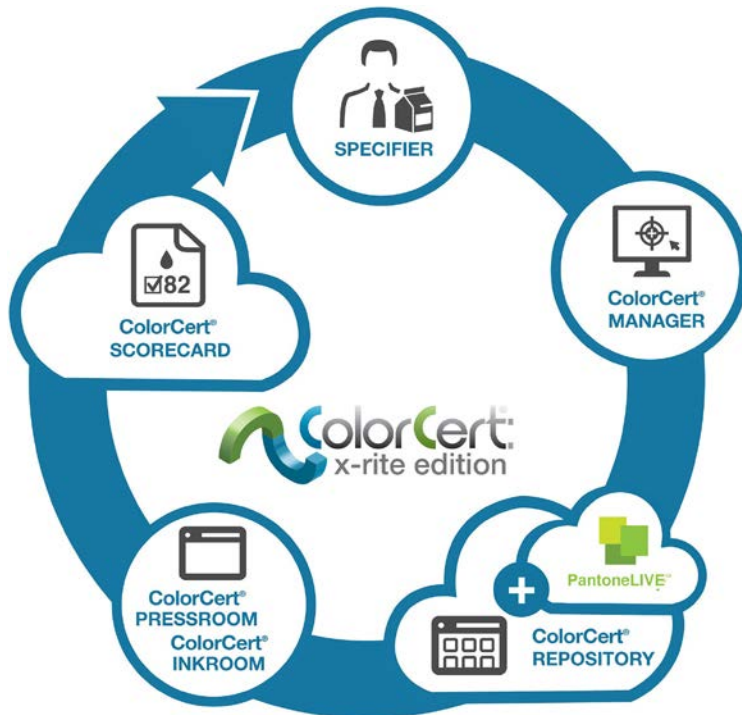 SPECIFIER
ColorCert®
MANAGER
82
ColorCert®
SCORECARD
ColorCert:
x-rite edition
PantoneLIVE™
ColorCert®
REPOSITORY
ColorCert®
PRESSROOM
ColorCert®
INKROOM